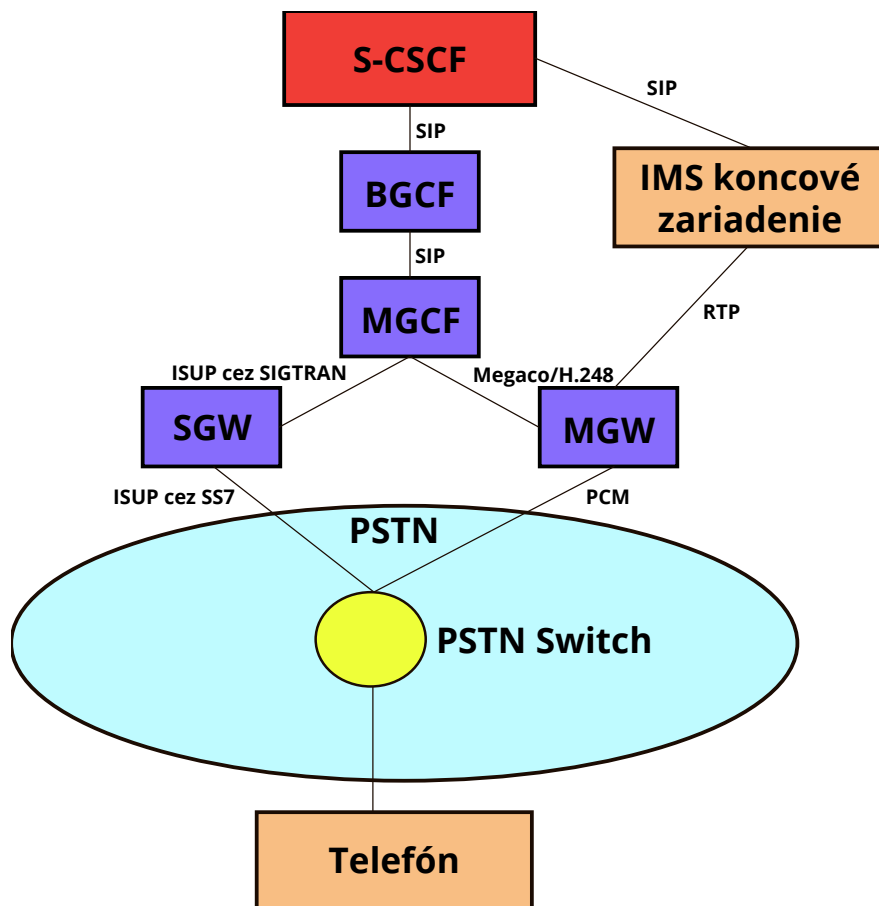 S-CSCF
SIP
SIP
BGCF
IMS koncové
zariadenie
SIP
MGCF
RTP
ISUP cez SIGTRAN
Megaco/H.248
SGW
MGW
ISUP cez SS7
PCM
PSTN
PSTN Switch
Telefón